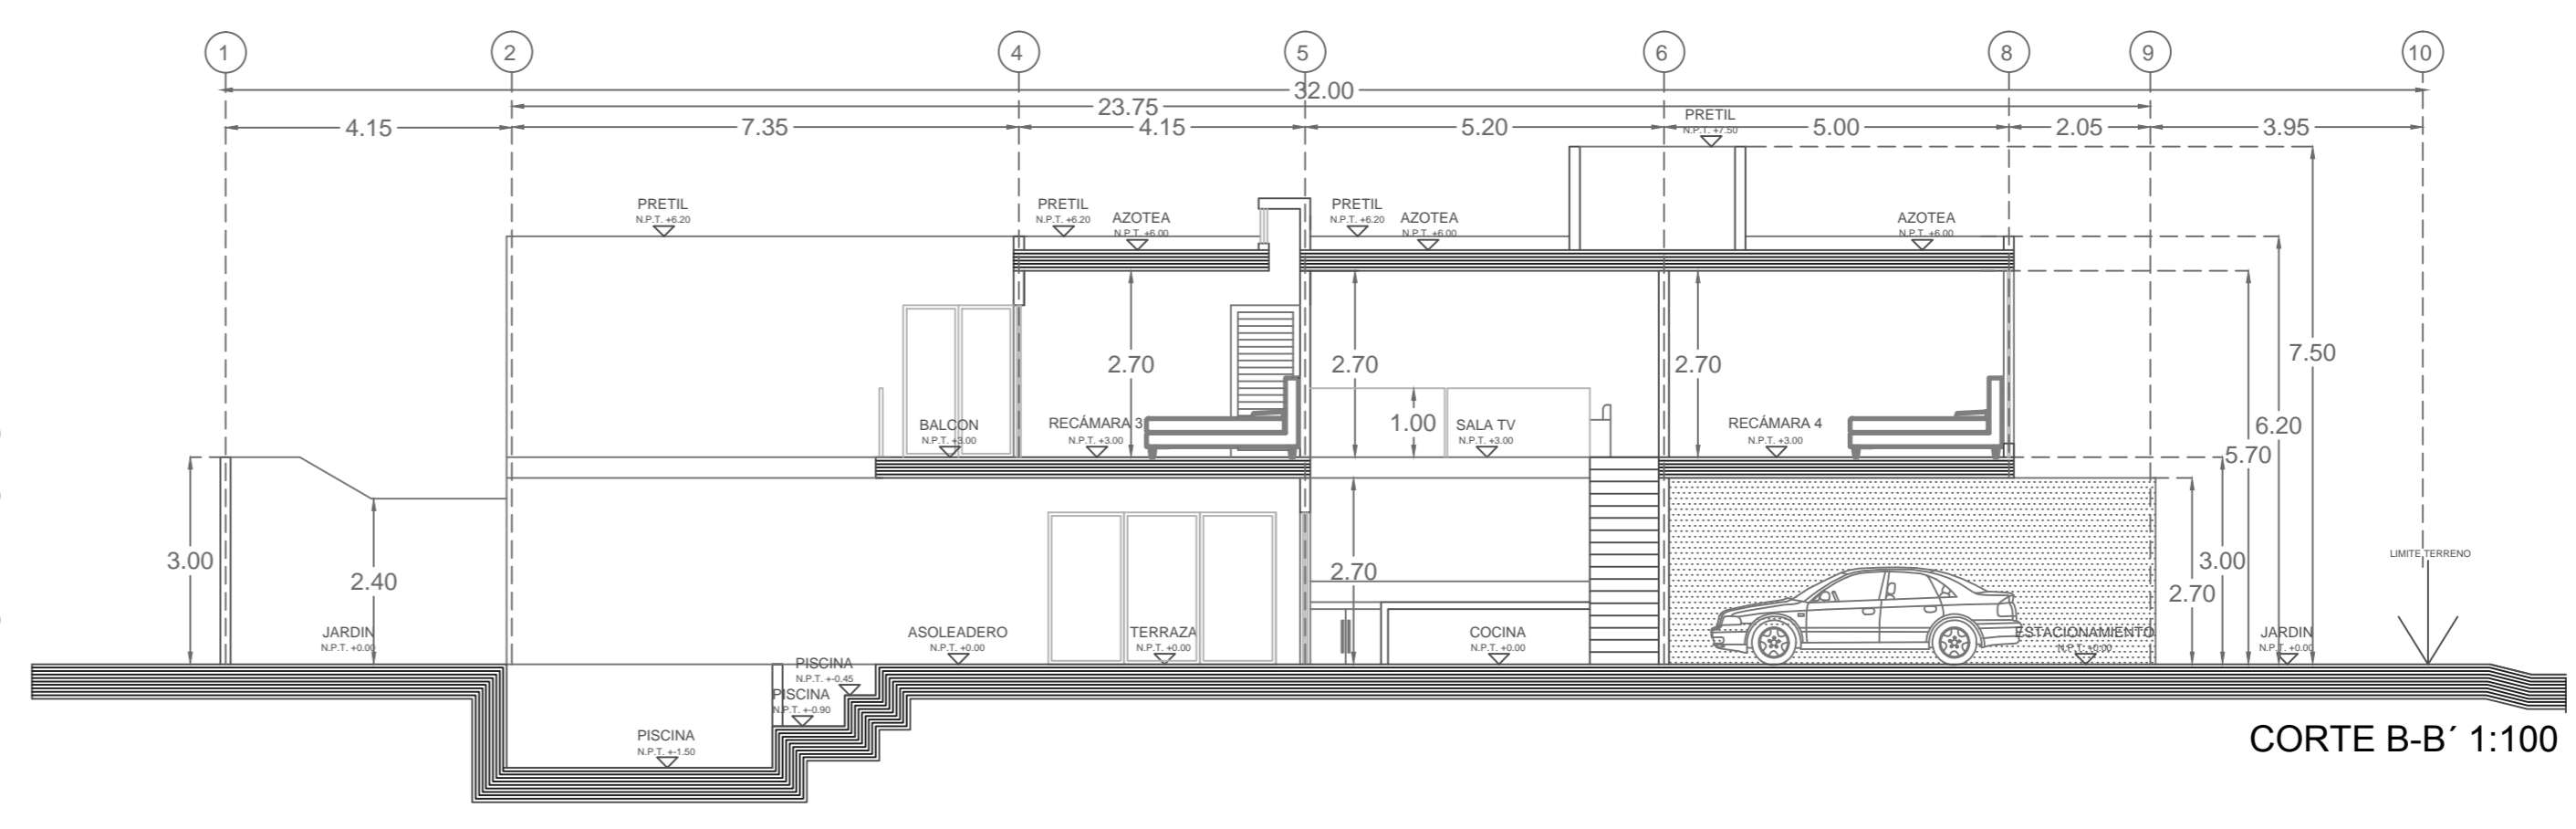 1 2 4 5 6 8 9 10
32.00
23.75
4.15 7.35 4.15 5.20 5.00 2.05 3.95
PRETIL
N.P.T. +7.50
PRETIL
N.P.T. +6.20
PRETIL
N.P.T. +6.20
AZOTEA
N.P.T. +6.00
PRETIL
N.P.T. +6.20
AZOTEA
N.P.T. +6.00
AZOTEA
N.P.T. +6.00
2.70
2.70
2.70
7.50
6.20
5.70
1.00
BALCON
N.P.T. +3.00
RECÁMARA 3
N.P.T. +3.00
SALA TV
N.P.T. +3.00
RECÁMARA 4
N.P.T. +3.00
3.00
2.40
2.70
3.00
2.70
LIMITE TERRENO
JARDIN
N.P.T. +0.00
ASOLEADERO
N.P.T. +0.00
TERRAZA
N.P.T. +0.00
COCINA
N.P.T. +0.00
ESTACIONAMIENTO
N.P.T. +0.00
JARDIN
N.P.T. +0.00
PISCINA
N.P.T. +-0.45
PISCINA
N.P.T. +-0.90
PISCINA
N.P.T. +-1.50
CORTE B-B´ 1:100